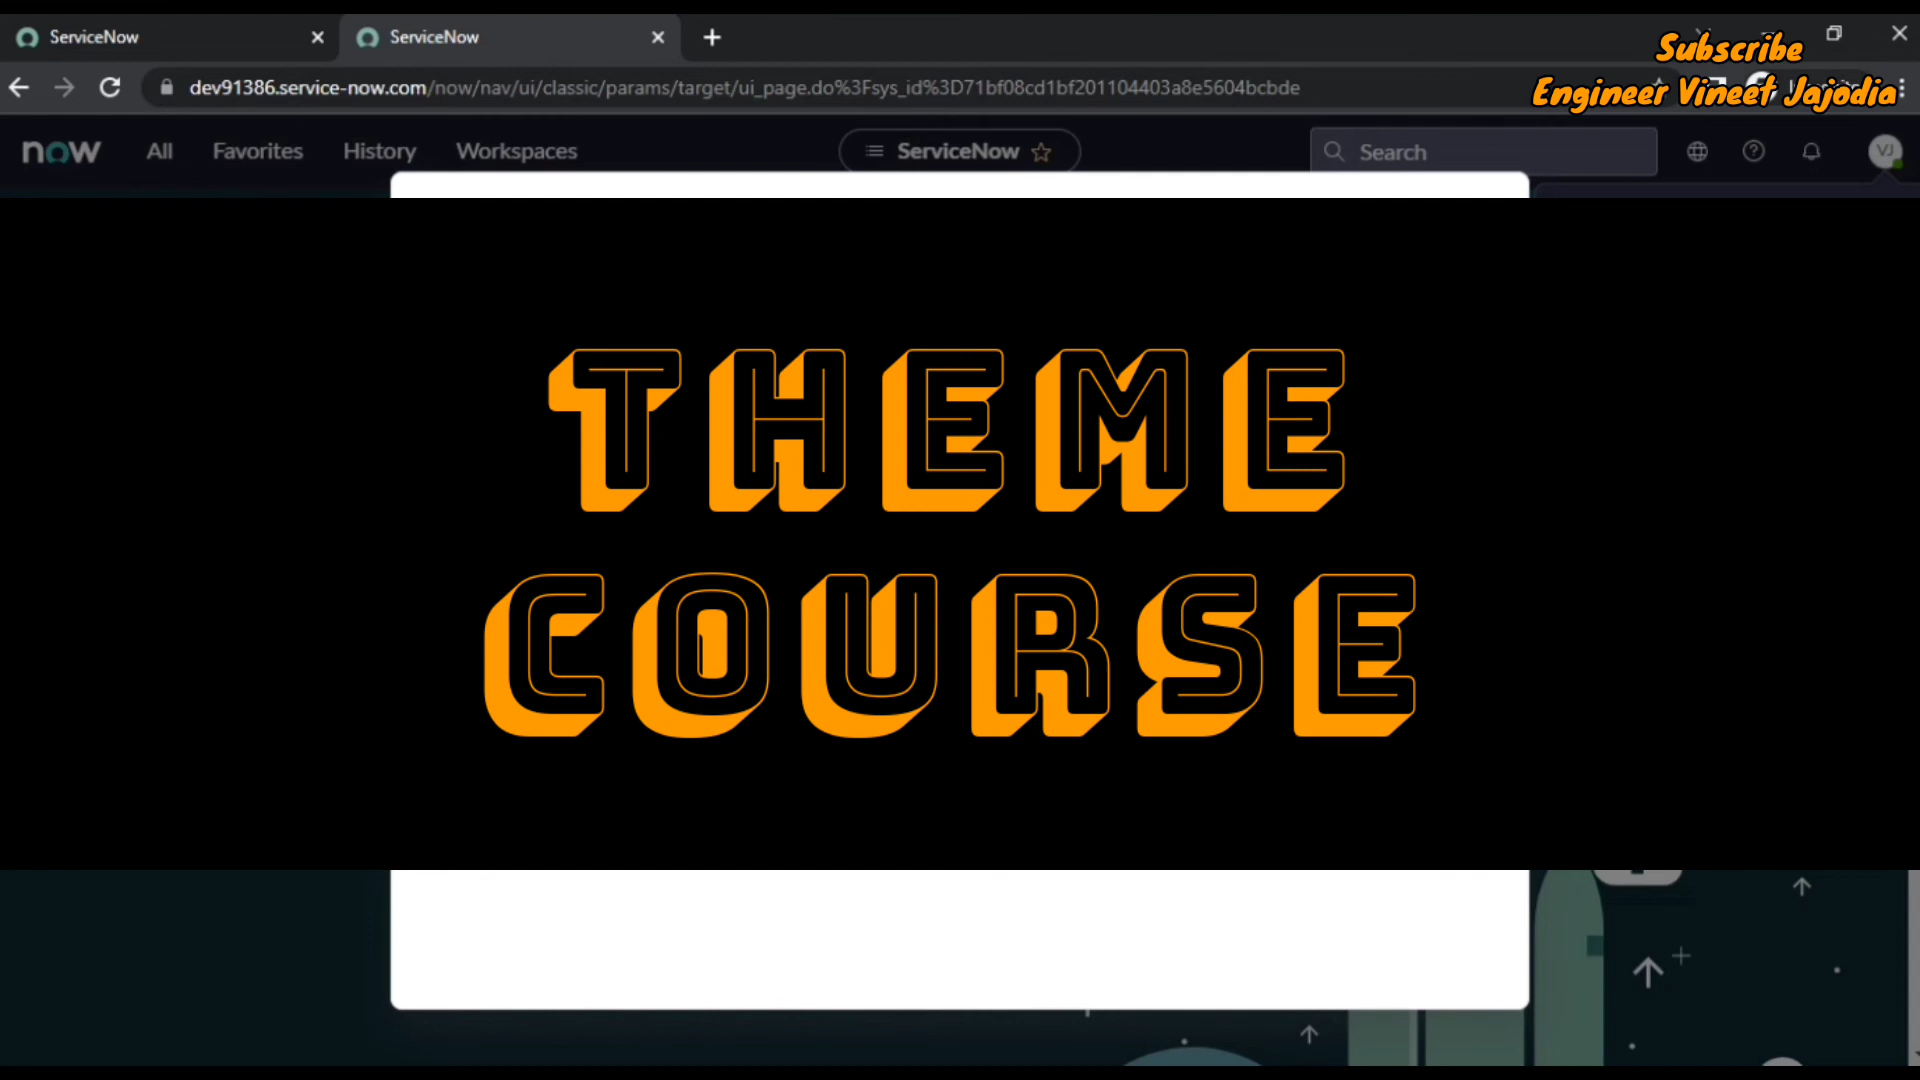 ServiceNow
ServiceNow
Subscribe
dev91386.service-now.com/now/nav/ui/classic/params/target/ui_page.do%3Fsys_id%3D71bf08cd1bf201104403a8e5604bcbde
Engineer Vineet Jajodia
now All Favorites History Workspaces ServiceNow Search VJ
THEME
COURSE